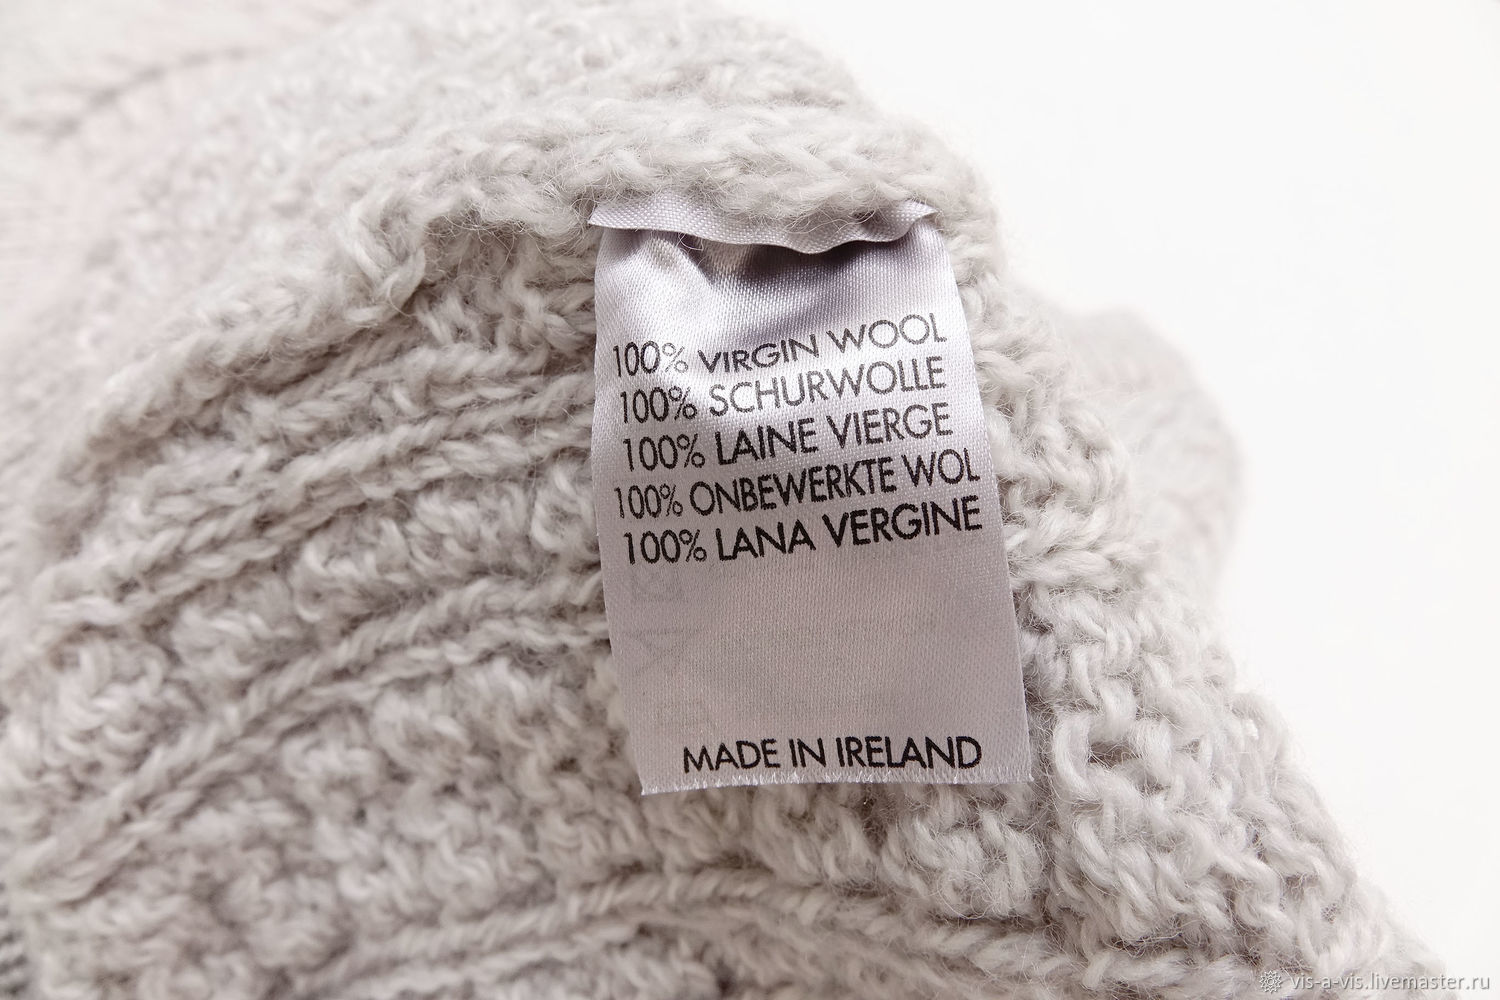 100% VIRGIN WOOL
100% SCHURWOLLE
100% LAINE VIERGE
100% ONBEWERKTE WOL
100% LANA VERGINE
MADE IN IRELAND
vis-a-vis.livemaster.ru